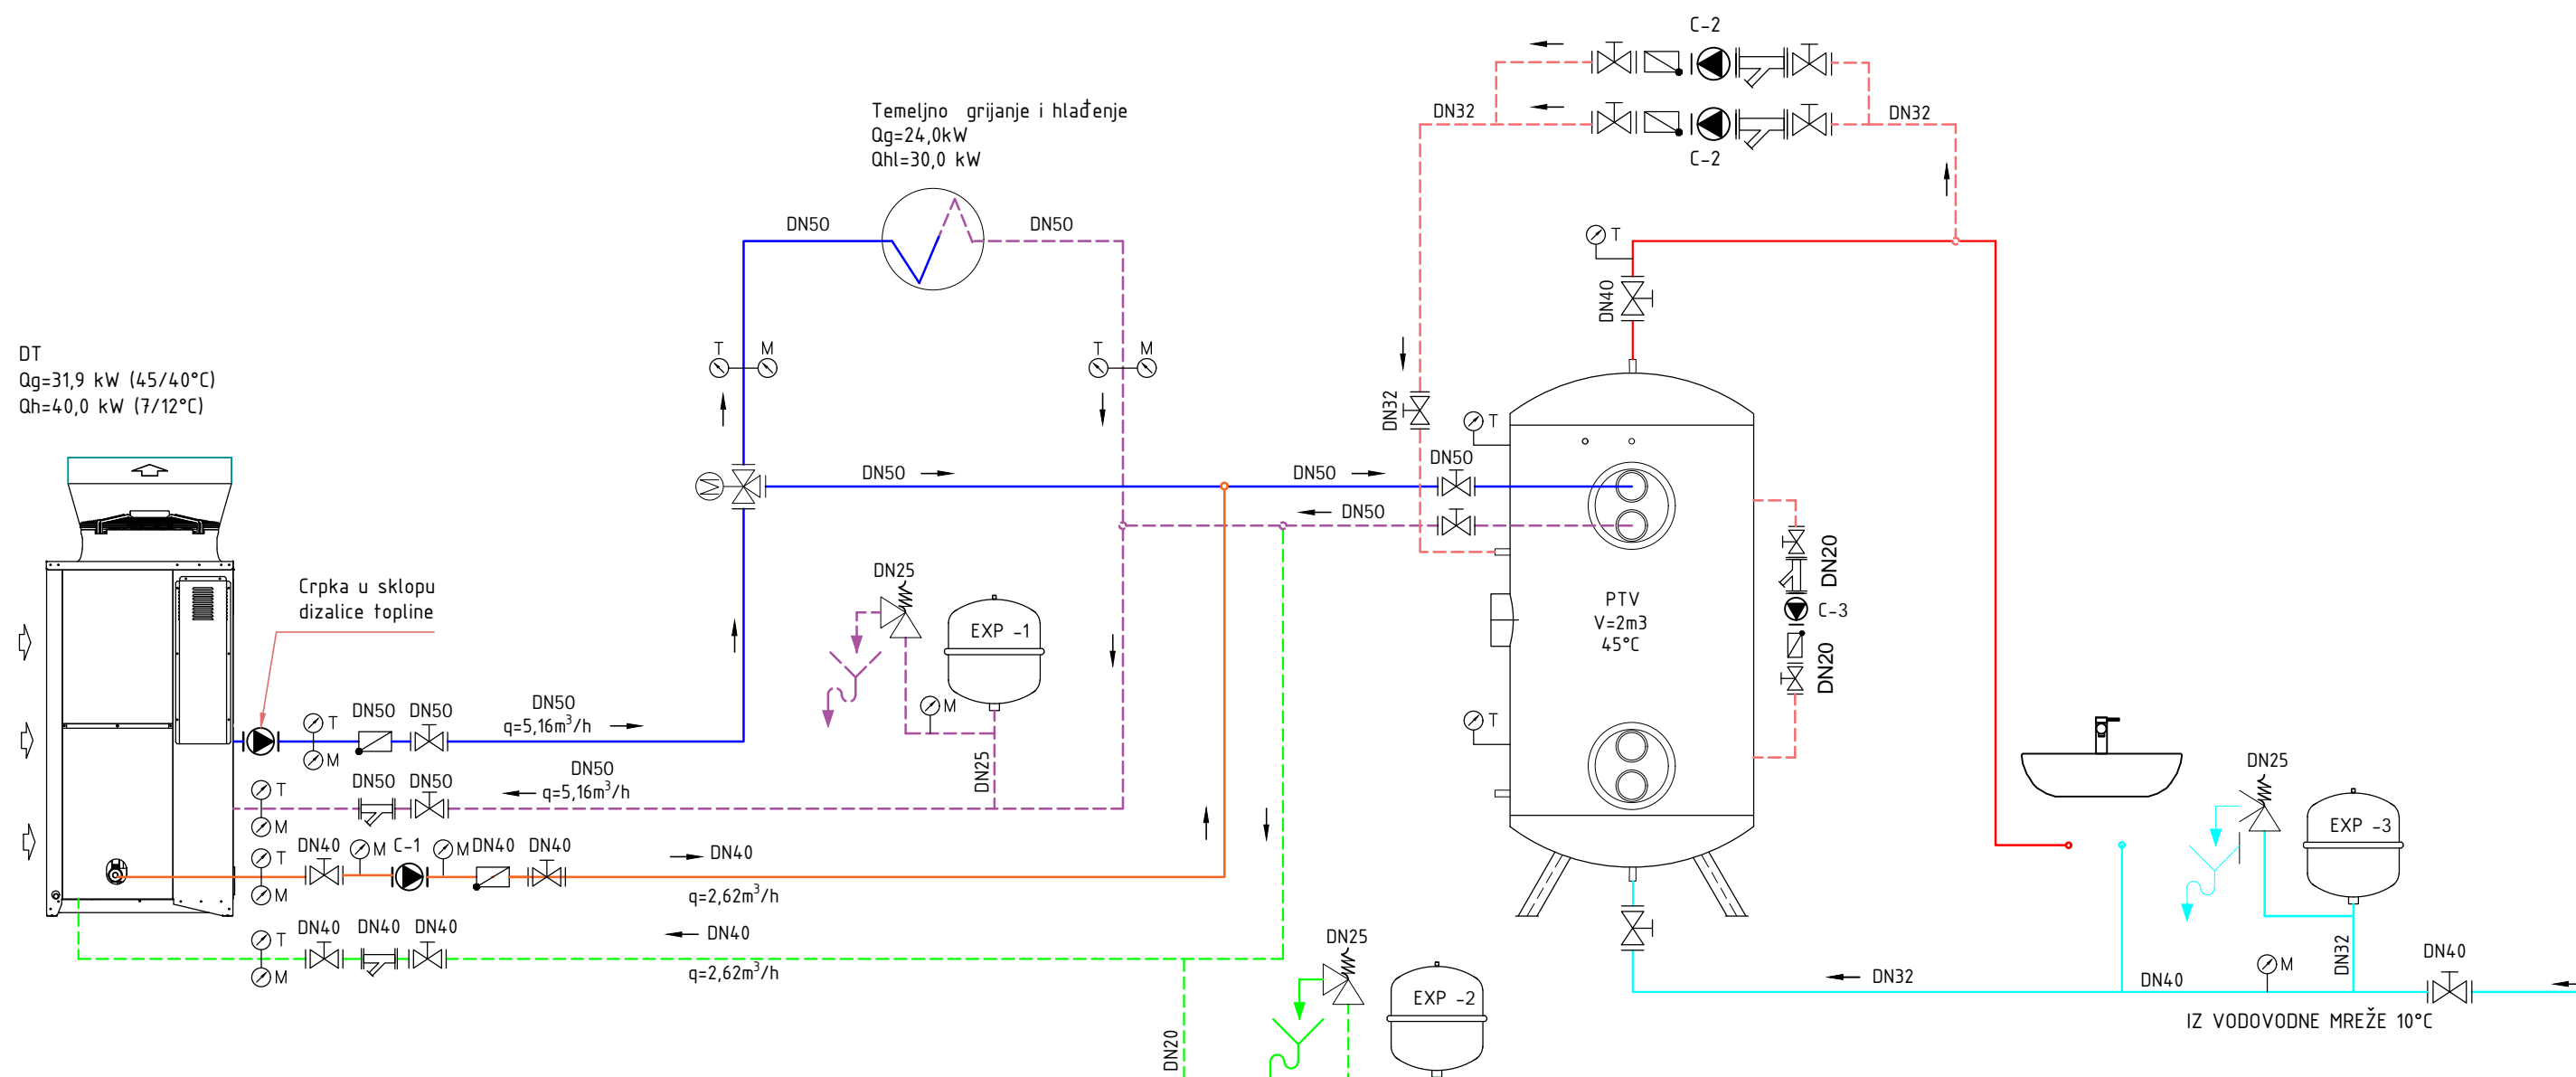 C-2
DN32
DN32
C-2
Temeljno grijanje i hlađenje
Qg=24,0kW
Qhl=30,0 kW
DN50
DN50
T
DN40
DT
Qg=31,9 kW (45/40°C)
Qh=40,0 kW (7/12°C)
T
M
T
M
DN32
T
M
DN50
DN50
DN50
DN50
DN20
Crpka u sklopu
dizalice topline
DN25
EXP -1
PTV
V=2m3
45°C
C-3
DN20
DN50
DN50
T
M
DN50
q=5,16m³/h
M
T
DN25
DN50
q=5,16m³/h
DN50
DN50
T
M
DN40
M
C-1
M
DN40
DN40
T
M
DN40
q=2,62m³/h
DN40
DN40
DN40
T
M
DN40
q=2,62m³/h
DN20
DN25
EXP -2
DN25
EXP -3
DN32
DN32
DN40
M
DN40
IZ VODOVODNE MREŽE 10°C